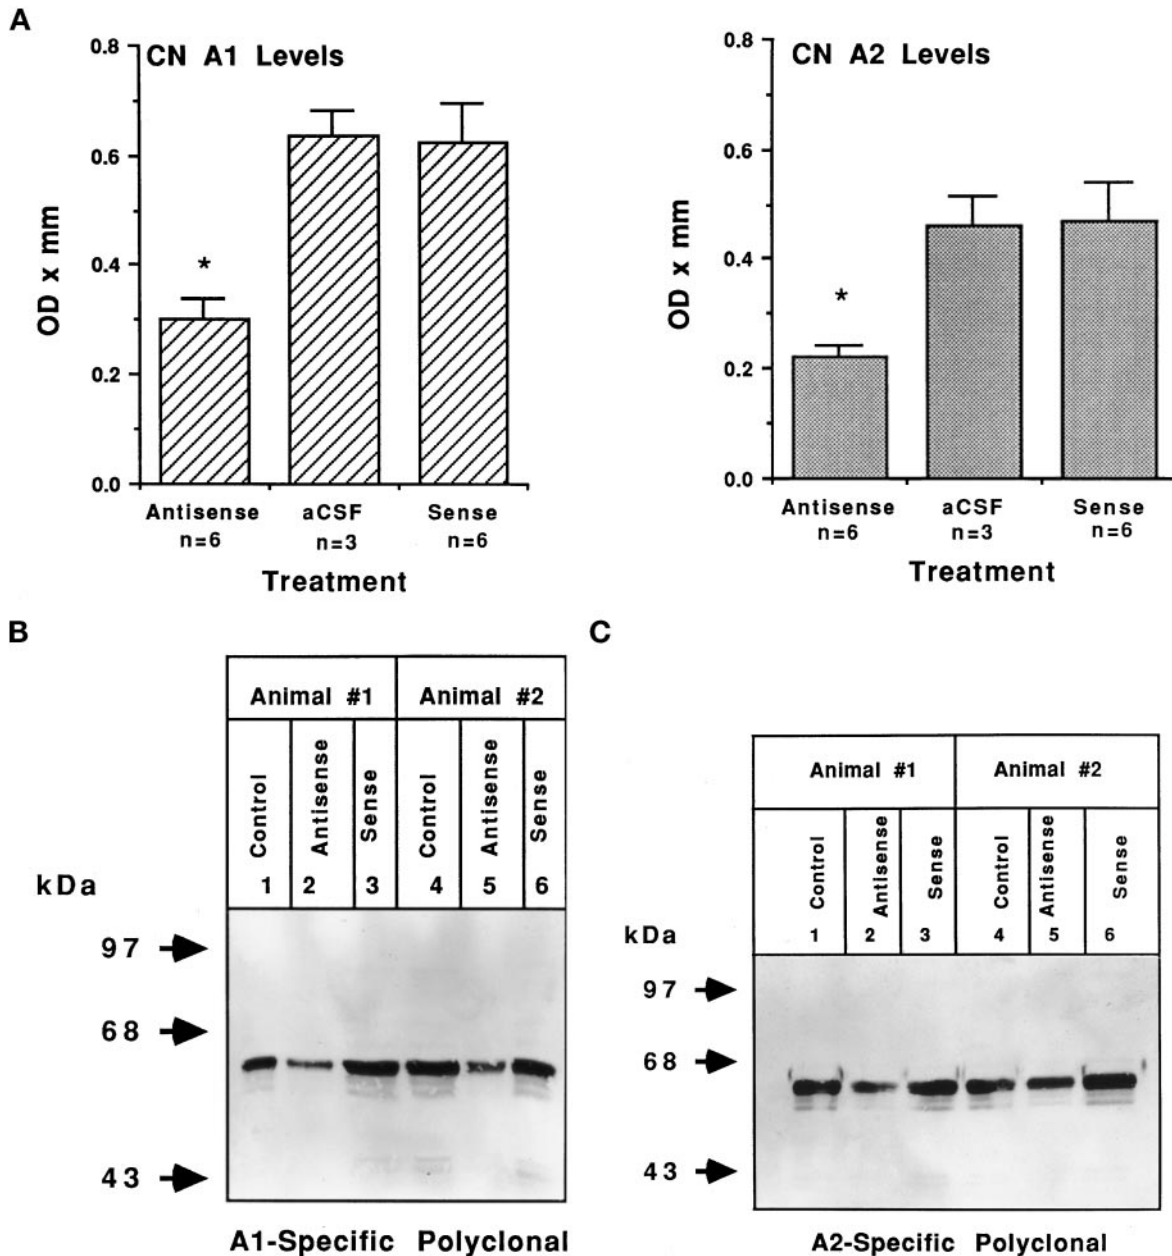 A
CN A1 Levels
0.8
0.6
0.4
0.2
0.0
OD x mm
*
Antisense
n=6
aCSF
n=3
Sense
n=6
Treatment
CN A2 Levels
0.8
0.6
0.4
0.2
0.0
OD x mm
*
Antisense
n=6
aCSF
n=3
Sense
n=6
Treatment
B
Animal #1 Animal #2
Control Antisense Sense Control Antisense Sense
kDa 1 2 3 4 5 6
97
68
43
A1-Specific Polyclonal
C
Animal #1 Animal #2
Control Antisense Sense Control Antisense Sense
kDa 1 2 3 4 5 6
97
68
43
A2-Specific Polyclonal